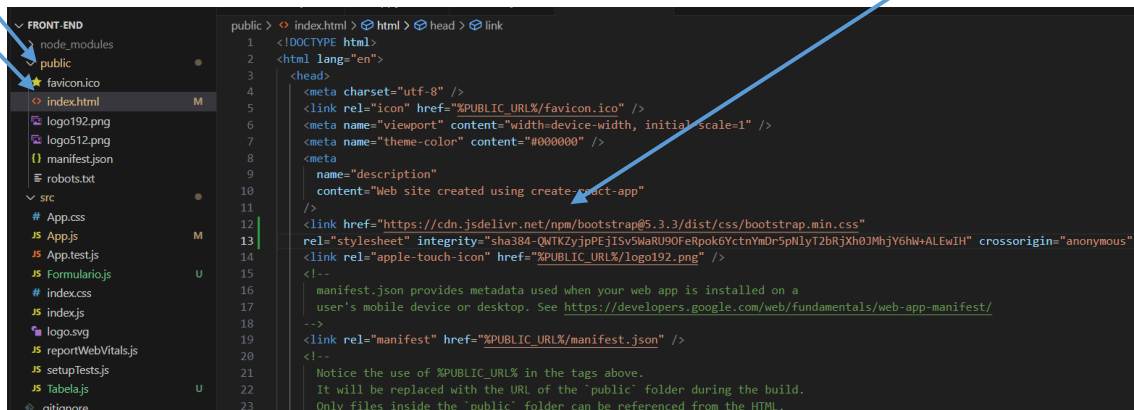 FRONT-END
node_modules
public
favicon.ico
index.html M
logo192.png
logo512.png
manifest.json
robots.txt
src
App.css
App.js M
App.test.js
Formulario.js U
index.css
index.js
logo.svg
reportWebVitals.js
setupTests.js
Tabela.js U
.gitignore
public > index.html > html > head > link
1 <!DOCTYPE html>
2 <html lang="en">
3 <head>
4 <meta charset="utf-8" />
5 <link rel="icon" href="%PUBLIC_URL%/favicon.ico" />
6 <meta name="viewport" content="width=device-width, initial-scale=1" />
7 <meta name="theme-color" content="#000000" />
8 <meta
9 name="description"
10 content="Web site created using create-react-app"
11 />
12 <link href="https://cdn.jsdelivr.net/npm/bootstrap@5.3.3/dist/css/bootstrap.min.css"
13 rel="stylesheet" integrity="sha384-QWTKZyjpPEjISv5WaRU9OFeRpok6YctnYmDr5pNlyT2bRjXh0JMhjY6hW+ALEwIH" crossorigin="anonymous"
14 <link rel="apple-touch-icon" href="%PUBLIC_URL%/logo192.png" />
15 <!--
16 manifest.json provides metadata used when your web app is installed on a
17 user's mobile device or desktop. See https://developers.google.com/web/fundamentals/web-app-manifest/
18 -->
19 <link rel="manifest" href="%PUBLIC_URL%/manifest.json" />
20 <!--
21 Notice the use of %PUBLIC_URL% in the tags above.
22 It will be replaced with the URL of the `public` folder during the build.
23 Only files inside the `public` folder can be referenced from the HTML.